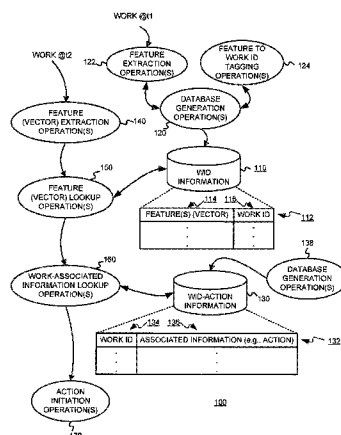 WORK @t1
WORK @t2
122
FEATURE
EXTRACTION
OPERATION(S)
FEATURE TO
WORK ID
TAGGING
OPERATION(S)
124
DATABASE
GENERATION
OPERATION(S)
120
FEATURE
(VECTOR) EXTRACTION
OPERATION(S)
140
150
FEATURE
(VECTOR) LOOKUP
OPERATION(S)
WID
INFORMATION
110
114
116
FEATURE(S) (VECTOR) WORK ID
112
160
WORK-ASSOCIATED
INFORMATION LOOKUP
OPERATION(S)
138
DATABASE
GENERATION
OPERATION(S)
WID-ACTION
INFORMATION
130
134
136
WORK ID ASSOCIATED INFORMATION (e.g., ACTION)
132
ACTION
INITIATION
OPERATION(S)
100